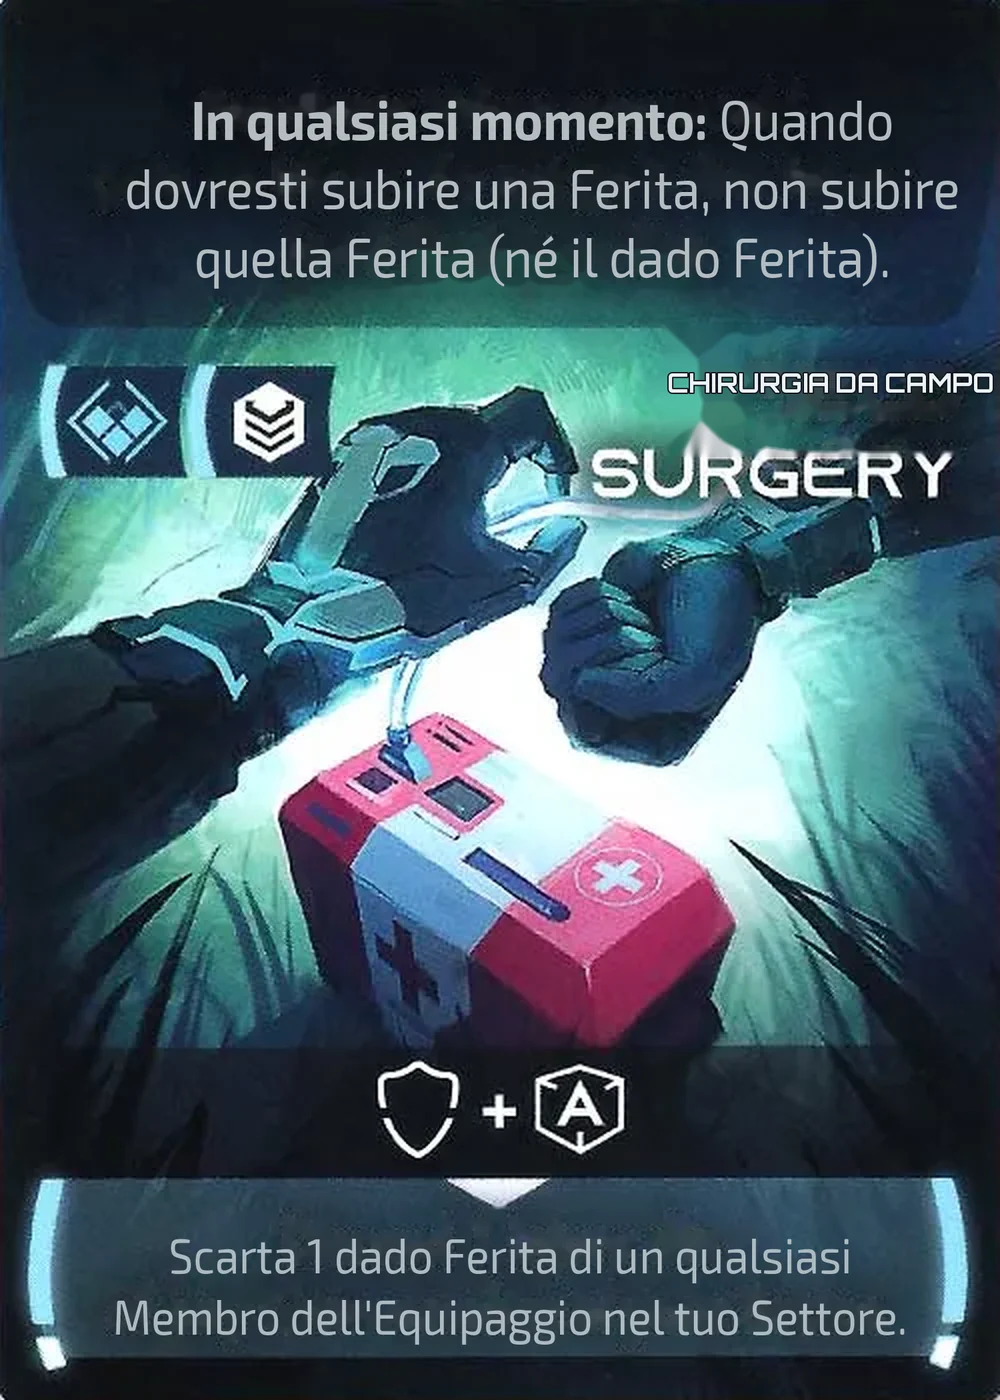 In qualsiasi momento: Quando
dovresti subire una Ferita, non subire
quella Ferita (né il dado Ferita).
CHIRURGIA DA CAMPO
SURGERY
+ A
Scarta 1 dado Ferita di un qualsiasi
Membro dell'Equipaggio nel tuo Settore.